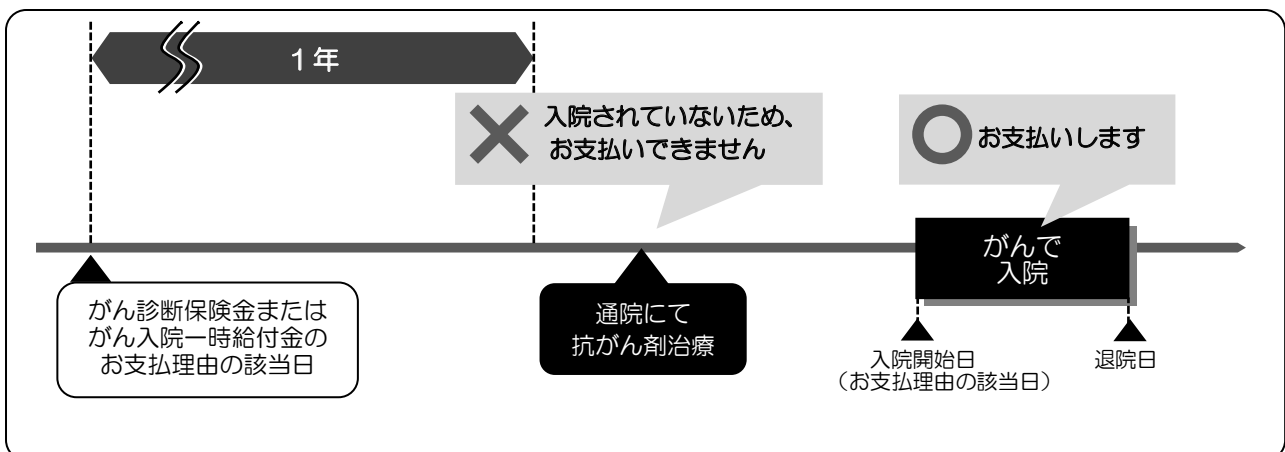 1年
入院されていないため、
お支払いできません
お支払いします
がんで
入院
がん診断保険金または
がん入院一時給付金の
お支払理由の該当日
通院にて
抗がん剤治療
入院開始日
（お支払理由の該当日）
退院日